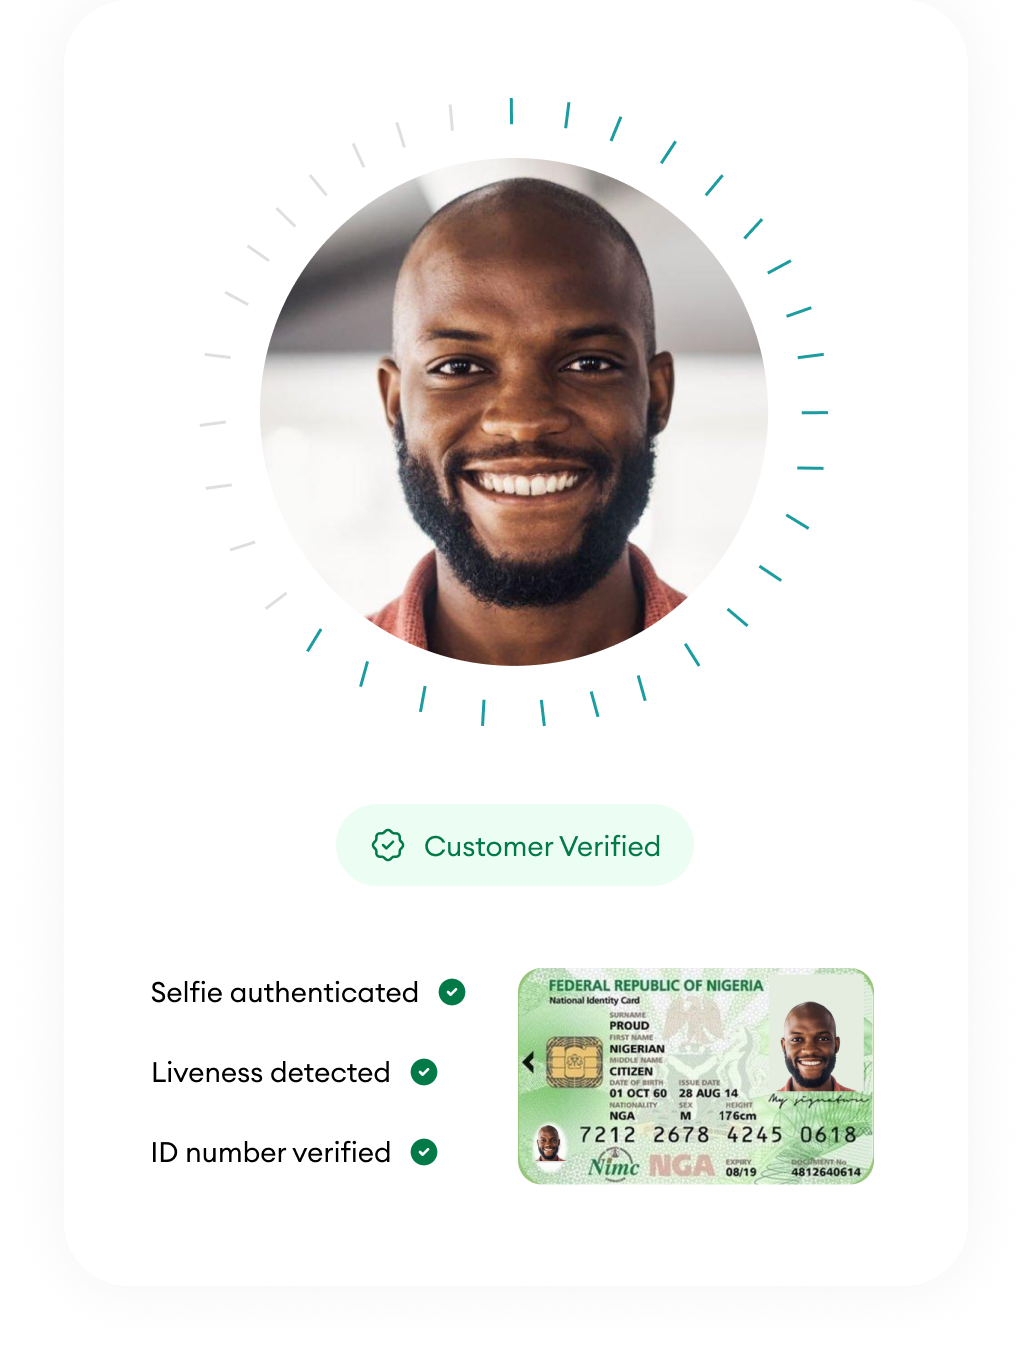 Customer Verified
Selfie authenticated
Liveness detected
ID number verified
FEDERAL REPUBLIC OF NIGERIA
National Identity Card
SURNAME
PROUD
FIRST NAME
NIGERIAN
MIDDLE NAME
CITIZEN
DATE OF BIRTH ISSUE DATE
01 OCT 60 28 AUG 14
NATIONALITY SEX HEIGHT
NGA M 176cm
My signature
7212 2678 4245 0618
Nimc NGA
EXPIRY DOCUMENT No
08/19 4812640614